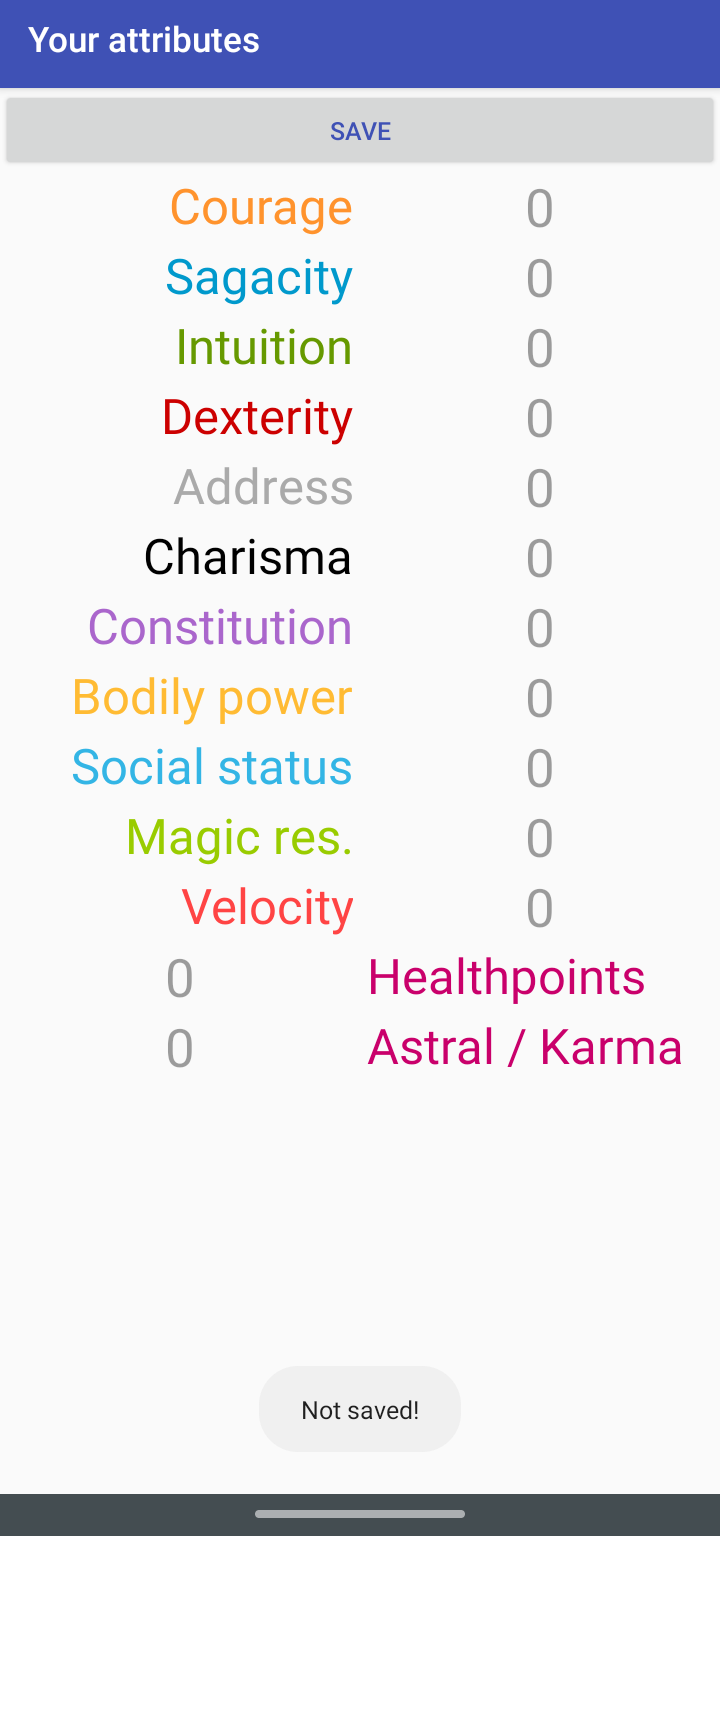 Your attributes
SAVE
Courage 0
Sagacity 0
Intuition 0
Dexterity 0
Address 0
Charisma 0
Constitution 0
Bodily power 0
Social status 0
Magic res. 0
Velocity 0
0 Healthpoints
0 Astral / Karma
Not saved!